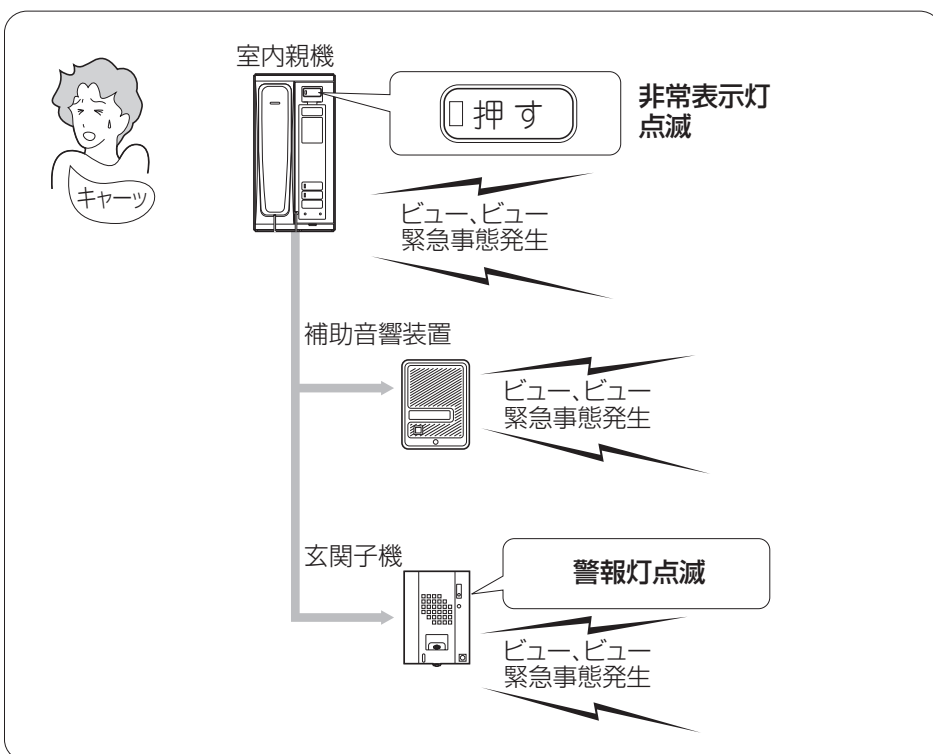 室内親機
押す
非常表示灯
点滅
キャーッ
ビュー、ビュー
緊急事態発生
補助音響装置
ビュー、ビュー
緊急事態発生
玄関子機
警報灯点滅
ビュー、ビュー
緊急事態発生